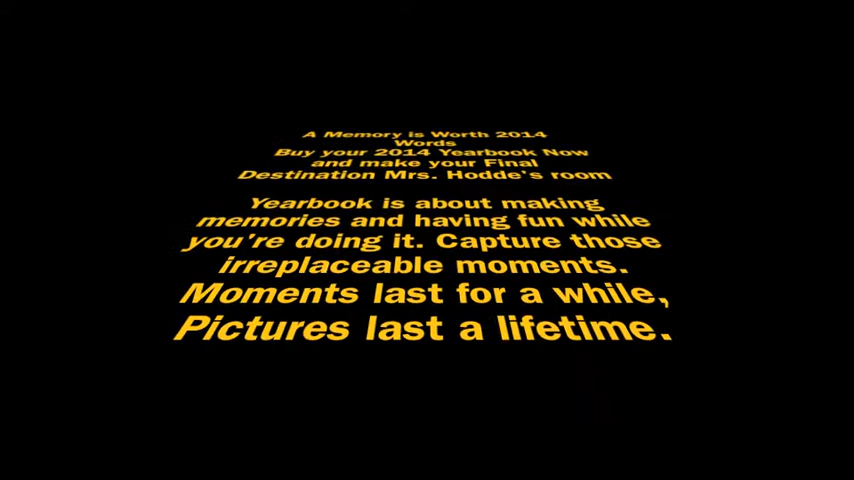 A Memory is Worth 2014
Words
Buy your 2014 Yearbook Now
and make your Final
Destination Mrs. Hodde's room
Yearbook is about making
memories and having fun while
you're doing it. Capture those
irreplaceable moments.
Moments last for a while,
Pictures last a lifetime.